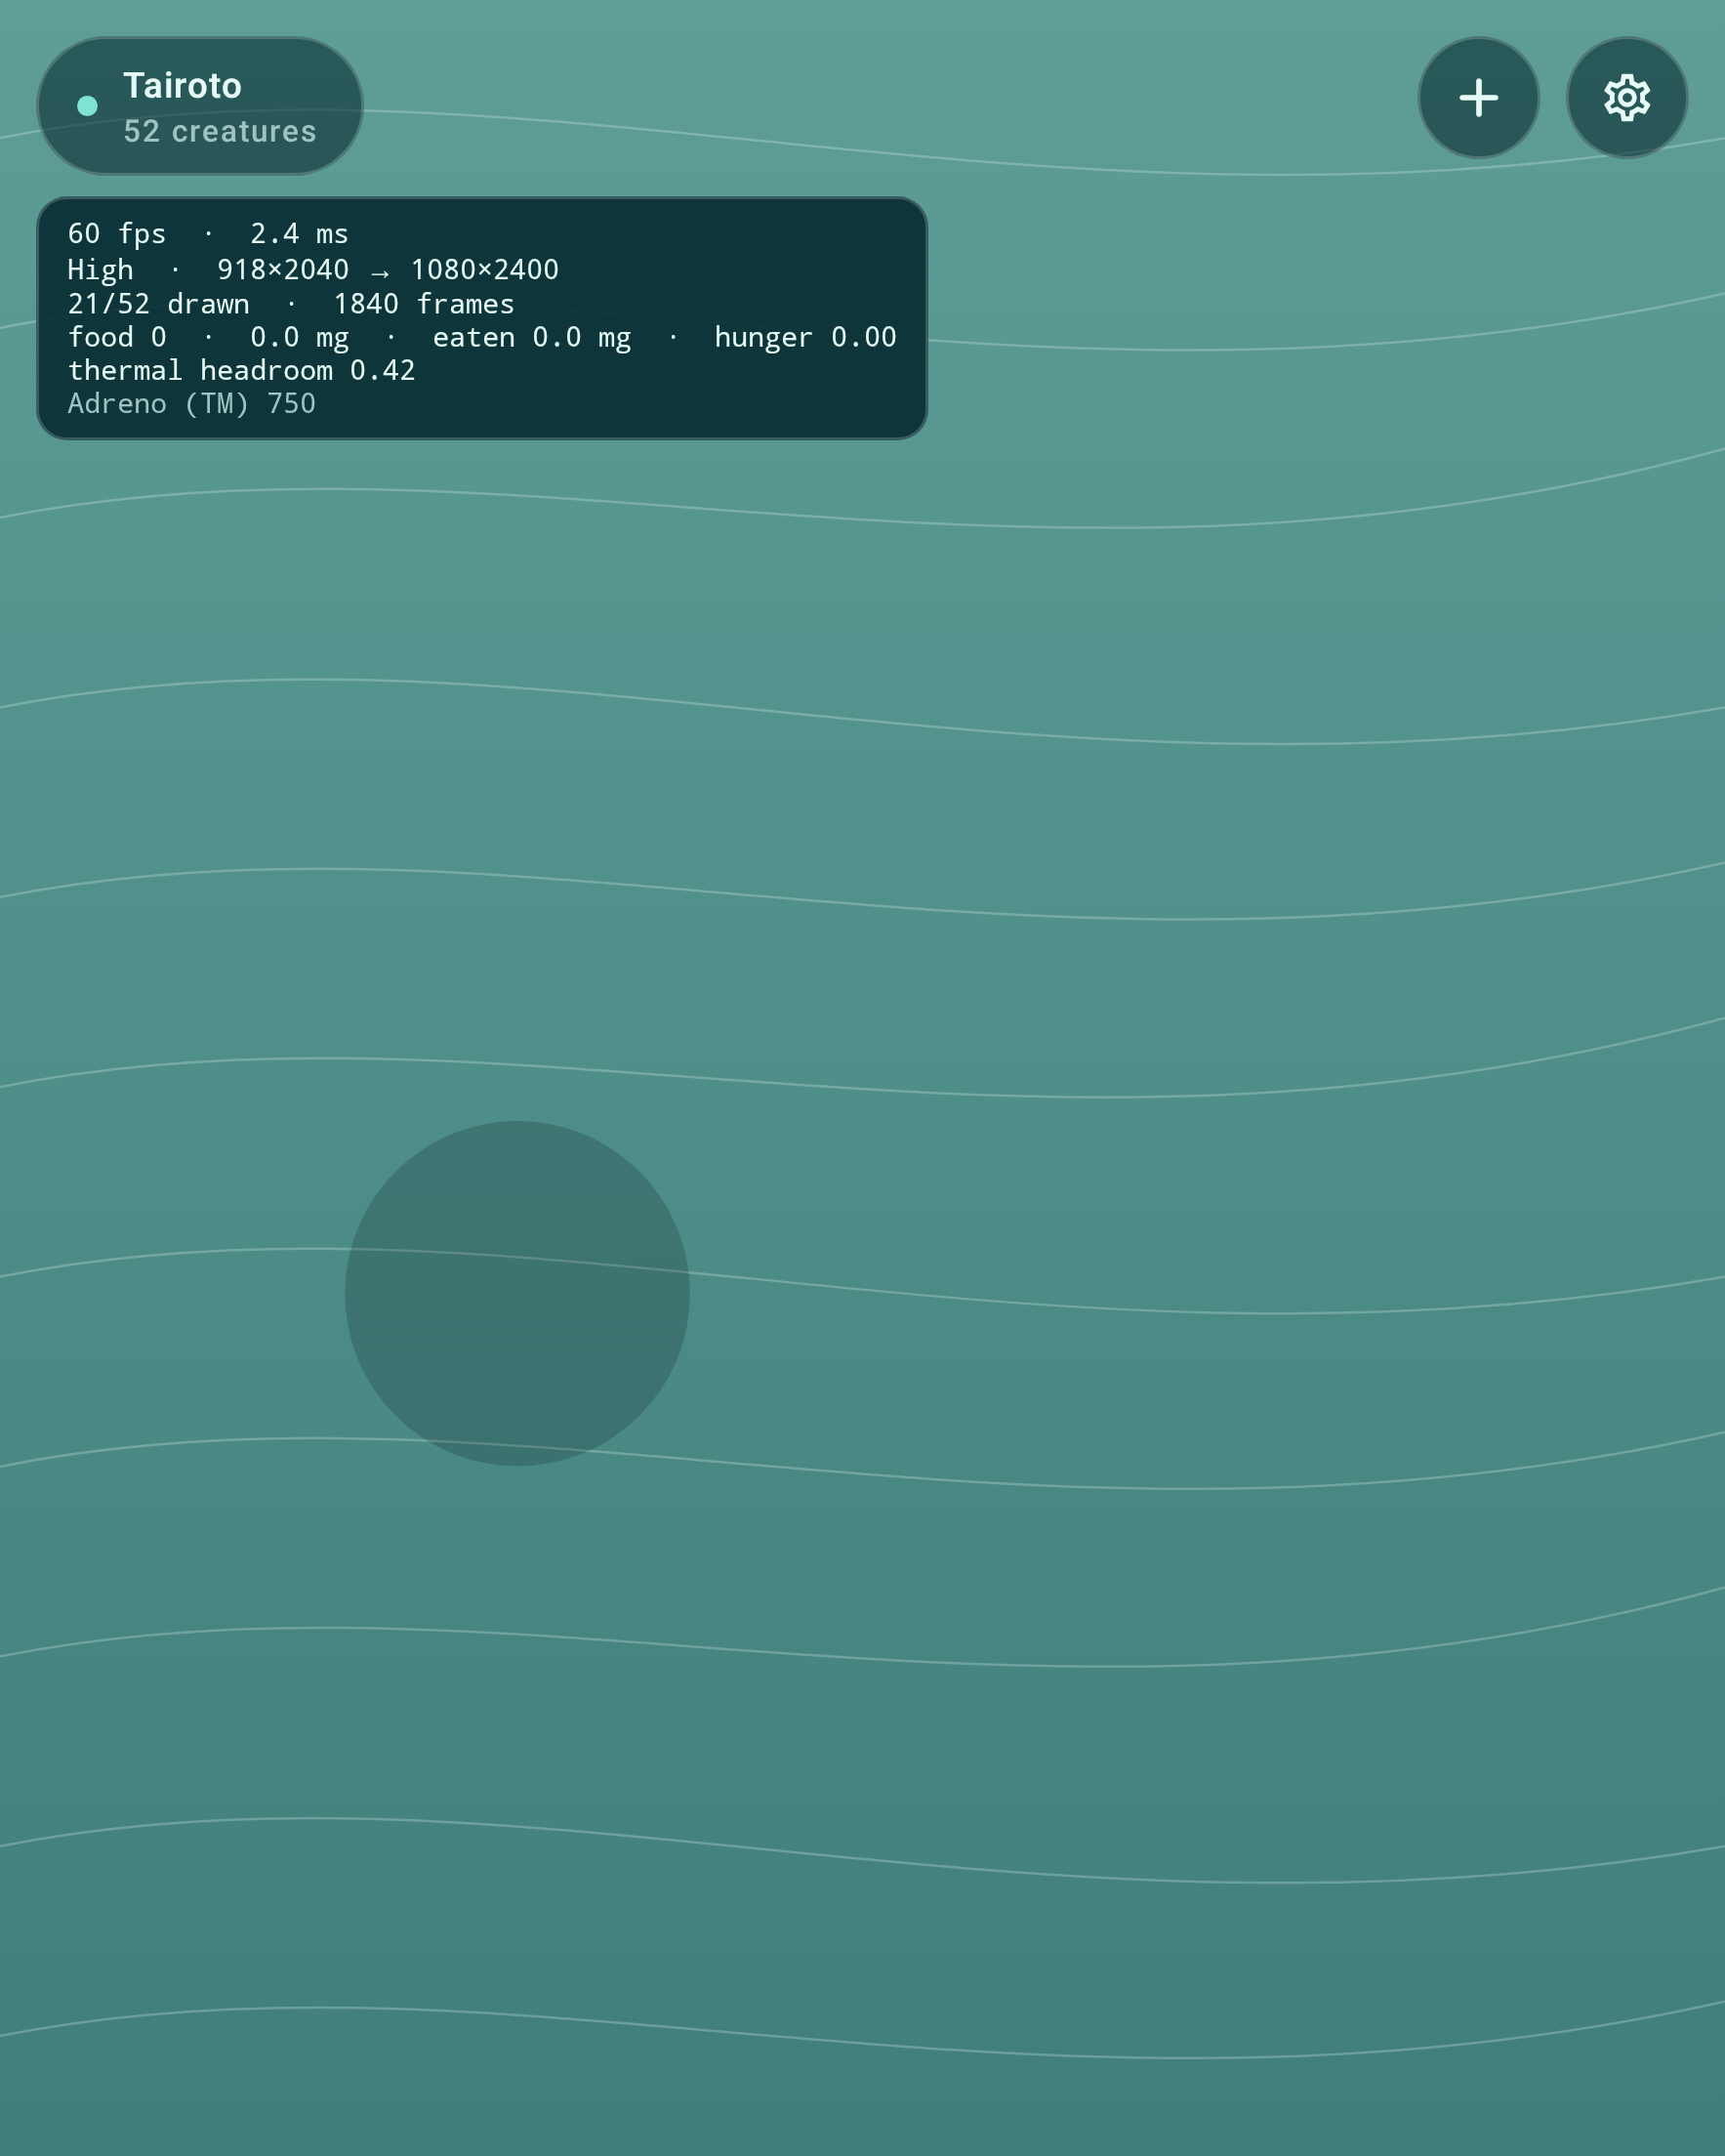 Tairoto
52 creatures
60 fps · 2.4 ms
High · 918×2040 → 1080×2400
21/52 drawn · 1840 frames
food 0 · 0.0 mg · eaten 0.0 mg · hunger 0.00
thermal headroom 0.42
Adreno (TM) 750